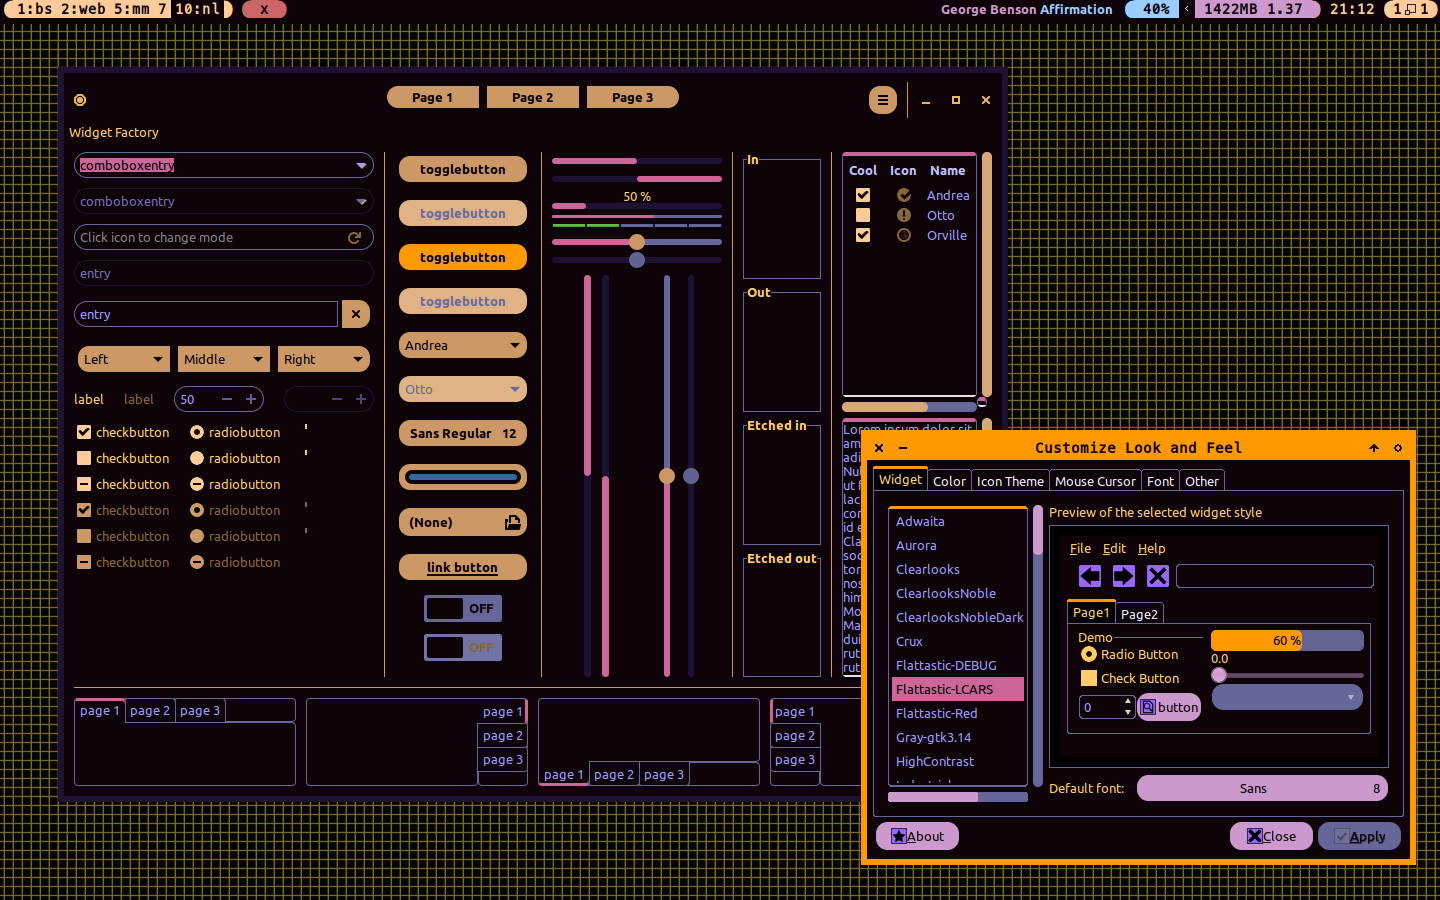 1:bs 2:web 5:mm 7 10:nl X George Benson Affirmation 40% 1422MB 1.37 21:12 1 1
Page 1 Page 2 Page 3
Widget Factory
comboboxentry
comboboxentry
Click icon to change mode
entry
entry
Left Middle Right
label label 50
checkbutton radiobutton
checkbutton radiobutton
checkbutton radiobutton
checkbutton radiobutton
checkbutton radiobutton
checkbutton radiobutton
togglebutton
togglebutton
togglebutton
togglebutton
Andrea
Otto
Sans Regular 12
(None)
link button
OFF
OFF
50 %
In
Out
Etched in
Etched out
Cool Icon Name
Andrea
Otto
Orville
Lorem ipsum dolor sit
am
adi
Nul
ut f
lac
con
id e
Cla
soc
tor
nos
him
Mo
Ma
dui
rut
rut
page 1 page 2 page 3
page 1
page 2
page 3
page 1 page 2 page 3
page 1
page 2
page 3
Customize Look and Feel
Widget Color Icon Theme Mouse Cursor Font Other
Adwaita
Aurora
Clearlooks
ClearlooksNoble
ClearlooksNobleDark
Crux
Flattastic-DEBUG
Flattastic-LCARS
Flattastic-Red
Gray-gtk3.14
HighContrast
Preview of the selected widget style
File Edit Help
Page1 Page2
Demo
Radio Button
Check Button
0 button
60 %
0.0
Default font: Sans 8
About Close Apply